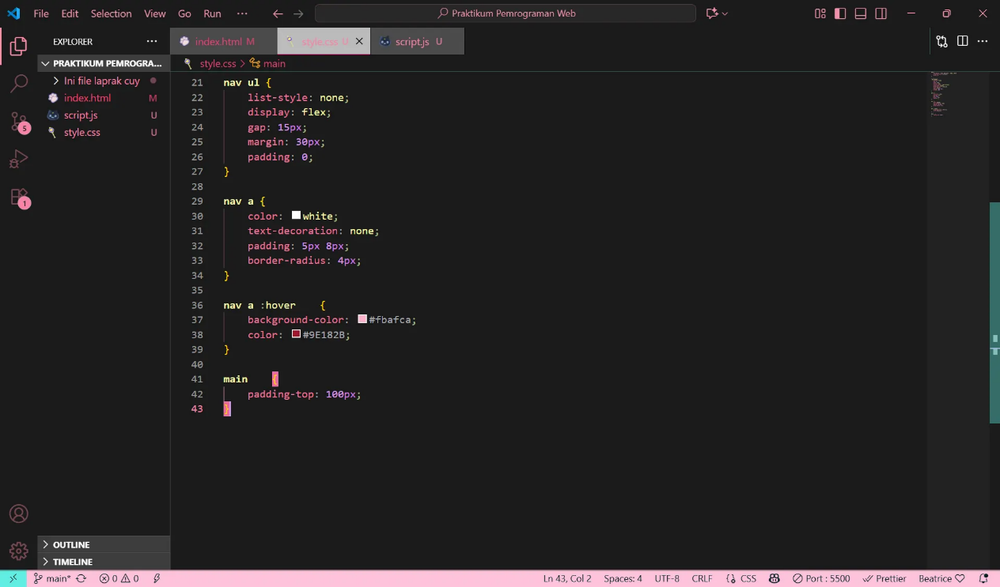 File Edit Selection View Go Run ··· Praktikum Pemrograman Web
EXPLORER ···
PRAKTIKUM PEMROGRA...
Ini file laprak cuy
index.html M
script.js U
style.css U
5
1
OUTLINE
TIMELINE
index.html M style.css U script.js U ···
style.css > main
21 nav ul {
22 list-style: none;
23 display: flex;
24 gap: 15px;
25 margin: 30px;
26 padding: 0;
27 }
28
29 nav a {
30 color: white;
31 text-decoration: none;
32 padding: 5px 8px;
33 border-radius: 4px;
34 }
35
36 nav a :hover    {
37 background-color: #fbafca;
38 color: #9E182B;
39 }
40
41 main    {
42 padding-top: 100px;
43 }
main* 0 0 Ln 43, Col 2 Spaces: 4 UTF-8 CRLF {} CSS Port : 5500 Prettier Beatrice ♡